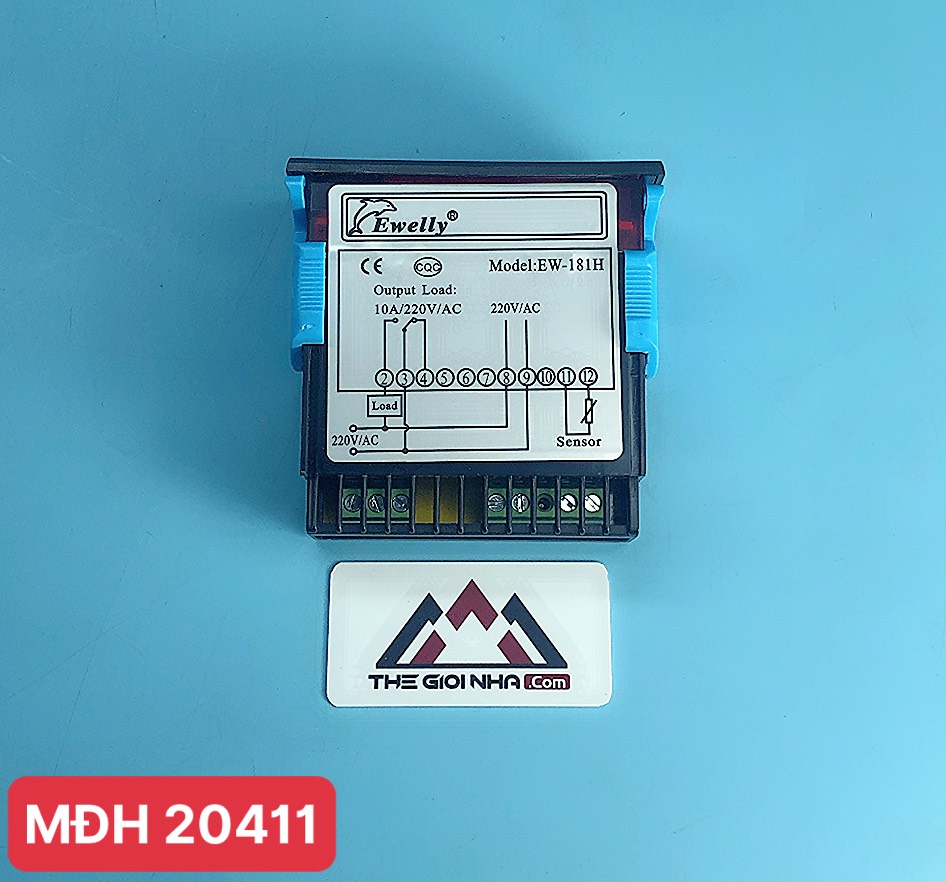 Ewelly®
CE CQC Model:EW-181H
Output Load:
10A/220V/AC 220V/AC
2 3 4 5 6 7 8 9 10 11 12
Load
220V/AC
Sensor
THE GIOI NHA .Com
MĐH 20411